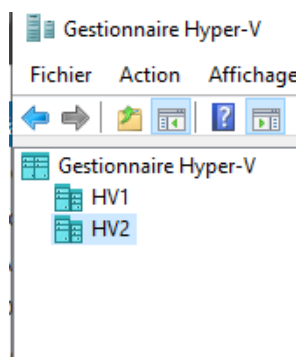 Gestionnaire Hyper-V
Fichier Action Affichage
Gestionnaire Hyper-V
HV1
HV2